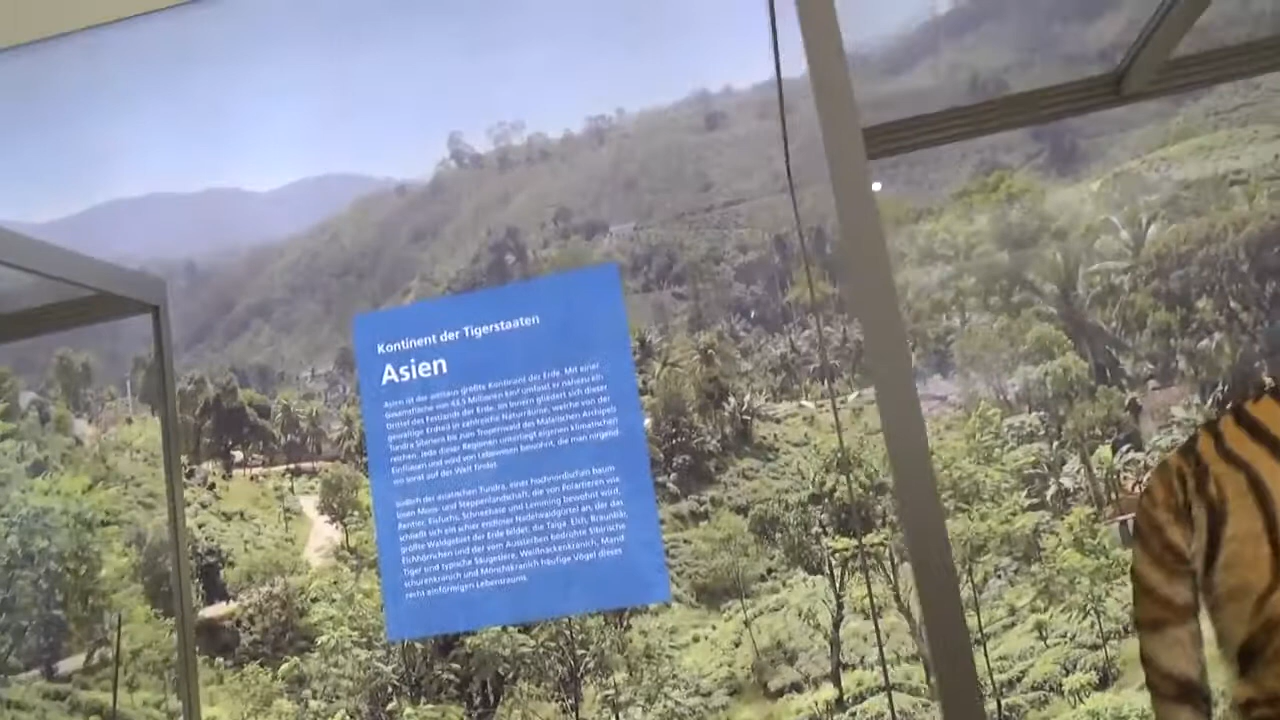 Kontinent der Tigerstaaten
Asien
Asien ist der weitaus größte Kontinent der Erde. Mit einer
Gesamtfläche von 44,5 Millionen km² umfasst er nahezu ein
Drittel des Festlands der Erde. Im Innern gliedert sich dieser
gewaltige Erdteil in zahlreiche Naturräume, welche von der
Tundra Sibiriens bis zum Tropenwald des Malaiischen Archipels
reichen. Jede dieser Regionen unterliegt eigenen klimatischen
Einflüssen und wird von Lebewesen bewohnt, die man nirgend
wo sonst auf der Welt findet.
Südlich der asiatischen Tundra, eines hochnordischen baum
losen Moos- und Steppenlandschaft, die von Polartieren wie
Rentier, Eisfuchs, Schneehase und Lemming bewohnt wird,
schließt sich ein schier endloser Nadelwaldgürtel an, der das
größte Waldgebiet der Erde bildet: die Taiga. Elch, Braunbär,
Eichhörnchen und der vom Aussterben bedrohte Sibirische
Tiger sind typische Säugetiere, Weißnackenkranich, Mand
schurenkranich und Mönchskranich häufige Vögel dieses
recht einförmigen Lebensraums.